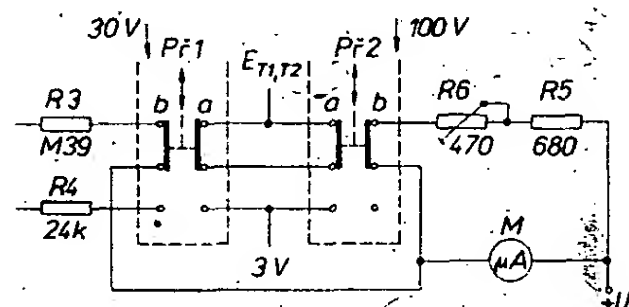 30 V
Př1
E T1,T2
Př2
100 V
R3
b
a
a
b
R6
R5
M39
470
680
R4
24k
3 V
M
μA
+U